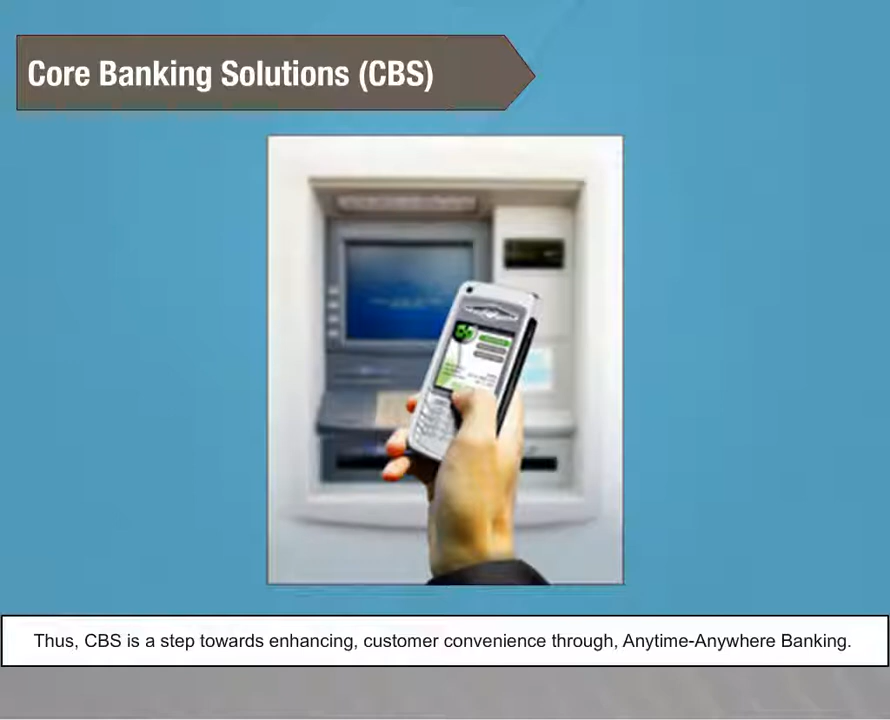 Core Banking Solutions (CBS)
Thus, CBS is a step towards enhancing, customer convenience through, Anytime-Anywhere Banking.